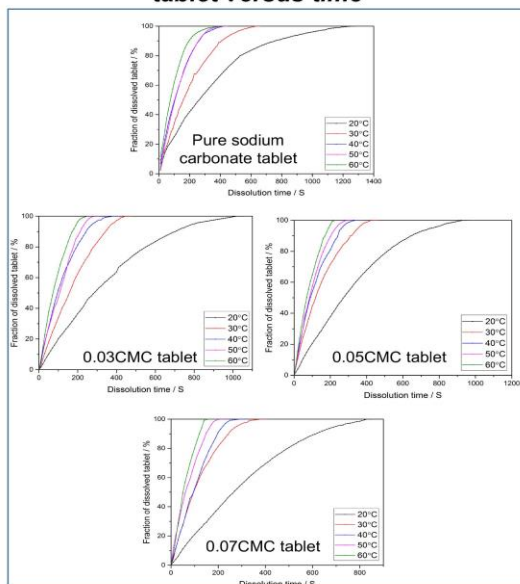 tablet versus time
Fraction of dissolved tablet / %
100
80
60
40
20
0
Pure sodium
carbonate tablet
20°C
30°C
40°C
50°C
60°C
0 200 400 600 800 1000 1200 1400
Dissolution time / S
Fraction of dissolved tablet / %
100
80
60
40
20
0
0.03CMC tablet
20°C
30°C
40°C
50°C
60°C
0 200 400 600 800 1000
Dissolution time / S
Fraction of dissolved tablet / %
100
80
60
40
20
0
0.05CMC tablet
20°C
30°C
40°C
50°C
60°C
0 200 400 600 800 1000 1200
Dissolution time / S
Fraction of dissolved tablet / %
100
80
60
40
20
0
0.07CMC tablet
20°C
30°C
40°C
50°C
60°C
0 200 400 600 800
Dissolution time / S